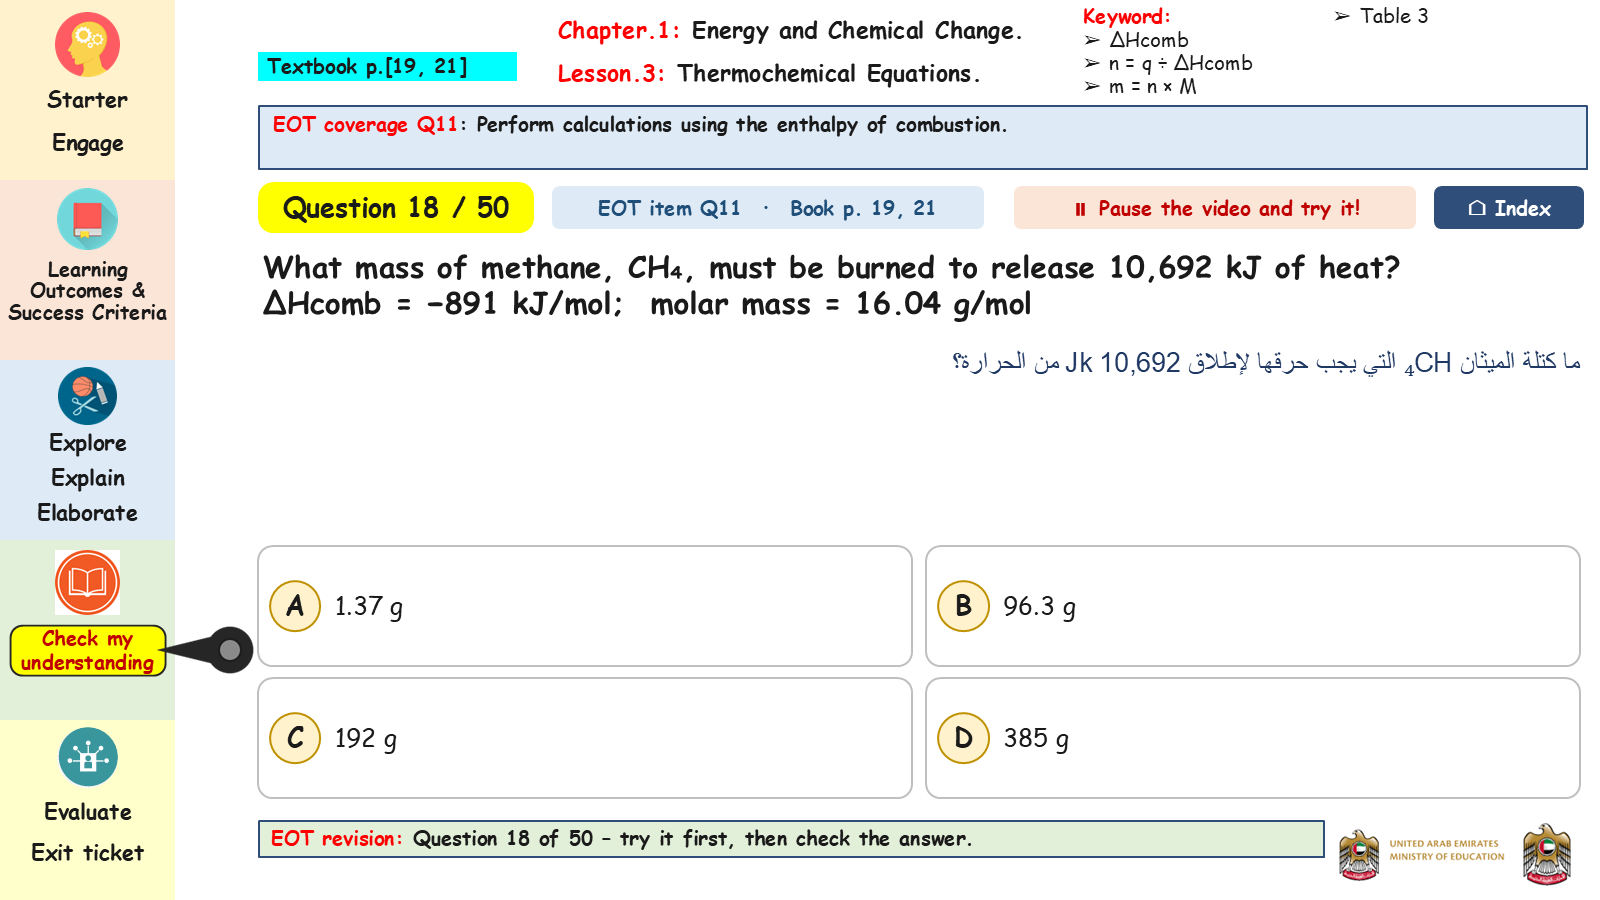 Starter
Engage
Learning
Outcomes &
Success Criteria
Explore
Explain
Elaborate
Check my
understanding
Evaluate
Exit ticket
Textbook p.[19, 21]
Chapter.1: Energy and Chemical Change.
Lesson.3: Thermochemical Equations.
Keyword:
➢ ΔHcomb
➢ n = q ÷ ΔHcomb
➢ m = n × M
➢ Table 3
EOT coverage Q11: Perform calculations using the enthalpy of combustion.
Question 18 / 50
EOT item Q11 · Book p. 19, 21
⏸ Pause the video and try it!
⌂ Index
What mass of methane, CH₄, must be burned to release 10,692 kJ of heat?
ΔHcomb = −891 kJ/mol; molar mass = 16.04 g/mol
ما كتلة الميثان CH₄ التي يجب حرقها لإطلاق 10,692 Jk من الحرارة؟
A 1.37 g
B 96.3 g
C 192 g
D 385 g
EOT revision: Question 18 of 50 – try it first, then check the answer.
UNITED ARAB EMIRATES
MINISTRY OF EDUCATION